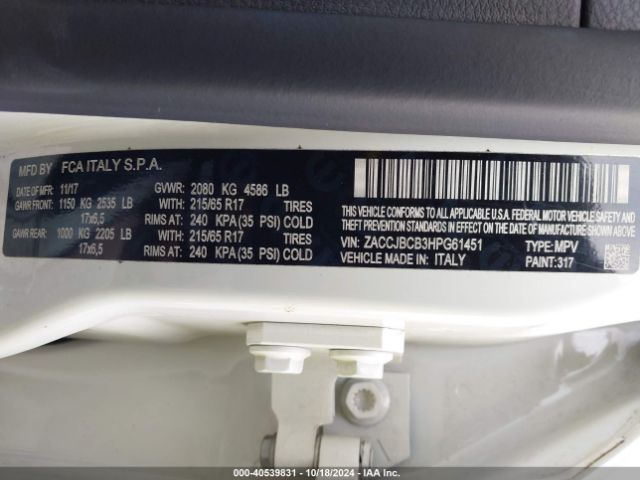 MFD BY FCA ITALY S.P.A.
DATE OF MFR: 11/17 GVWR: 2080 KG 4586 LB
GAWR FRONT: 1150 KG 2535 LB WITH: 215/65 R17 TIRES
17x6,5 RIMS AT: 240 KPA (35 PSI) COLD
GAWR REAR: 1000 KG 2205 LB WITH: 215/65 R17 TIRES
17x6,5 RIMS AT: 240 KPA (35 PSI) COLD
THIS VEHICLE CONFORMS TO ALL APPLICABLE U.S. FEDERAL MOTOR VEHICLE SAFETY, BUMPER AND
THEFT PREVENTION STANDARDS IN EFFECT ON THE DATE OF MANUFACTURE SHOWN ABOVE
VIN: ZACCJBCB3HPG61451 TYPE: MPV
VEHICLE MADE IN: ITALY PAINT: 317
000-40539831 - 10/18/2024 - IAA Inc.